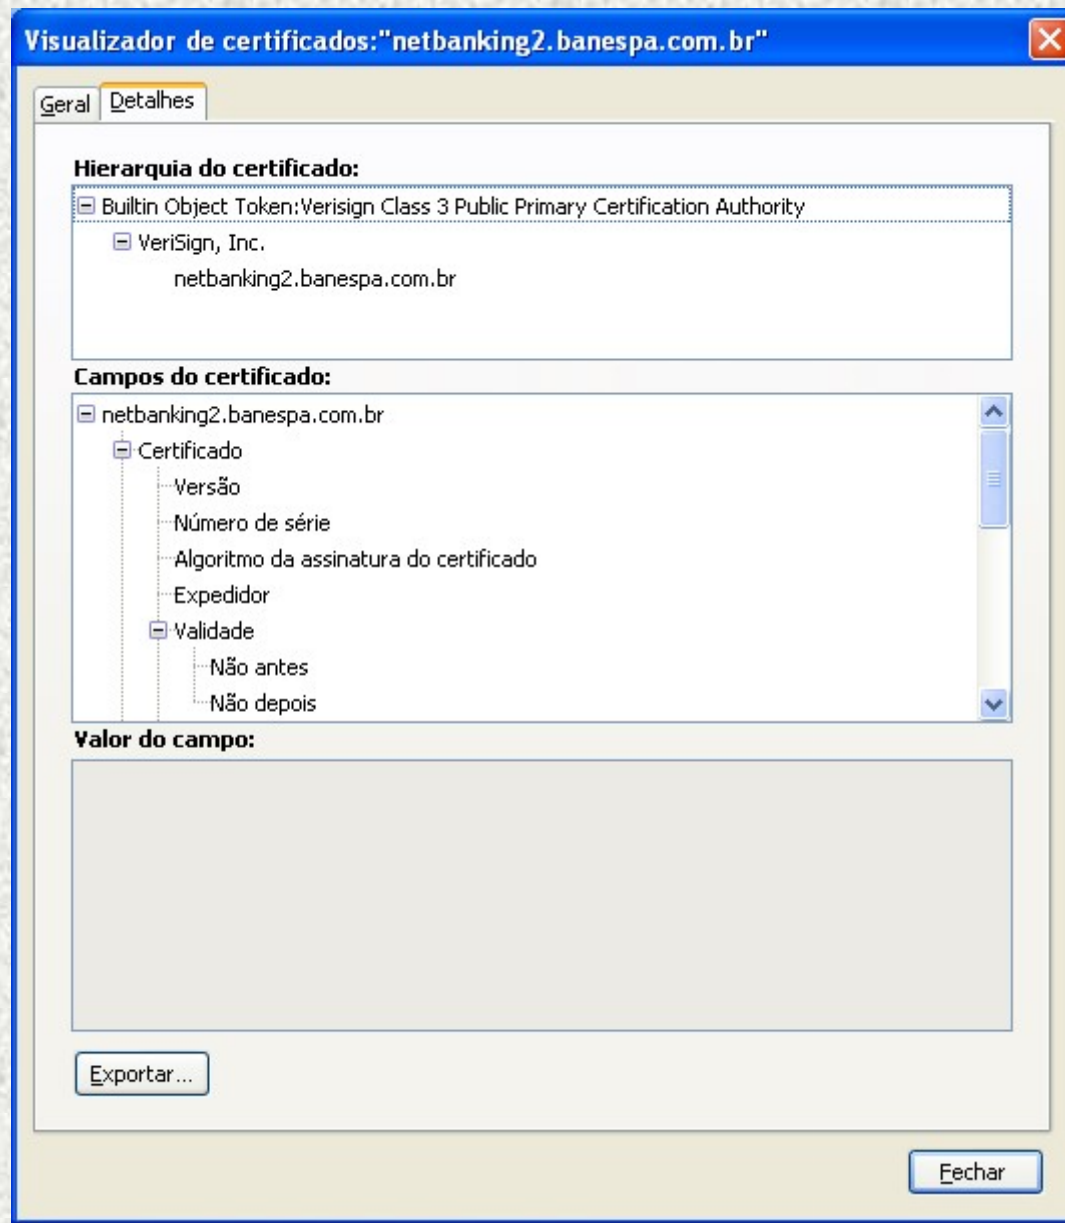 Visualizador de certificados:"netbanking2.banespa.com.br"
Geral Detalhes
Hierarquia do certificado:
Builtin Object Token:Verisign Class 3 Public Primary Certification Authority
VeriSign, Inc.
netbanking2.banespa.com.br
Campos do certificado:
netbanking2.banespa.com.br
Certificado
Versão
Número de série
Algoritmo da assinatura do certificado
Expedidor
Validade
Não antes
Não depois
Valor do campo:
Exportar...
Fechar